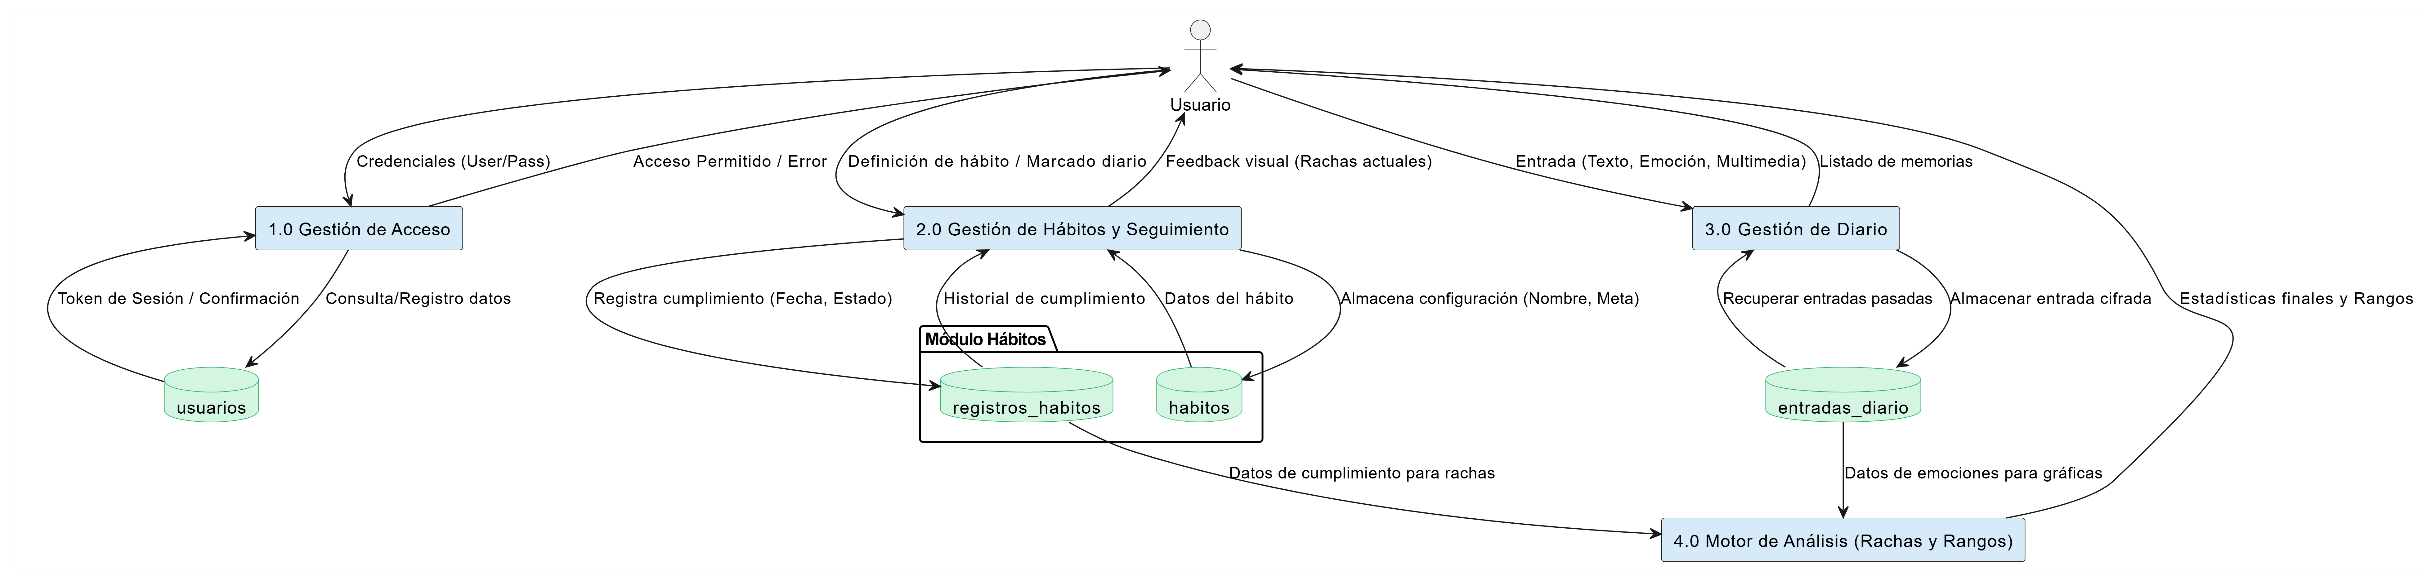 Usuario
Credenciales (User/Pass)
Acceso Permitido / Error
Definición de hábito / Marcado diario
Feedback visual (Rachas actuales)
Entrada (Texto, Emoción, Multimedia)
Listado de memorias
1.0 Gestión de Acceso
2.0 Gestión de Hábitos y Seguimiento
3.0 Gestión de Diario
Token de Sesión / Confirmación
Consulta/Registro datos
Registra cumplimiento (Fecha, Estado)
Historial de cumplimiento
Datos del hábito
Almacena configuración (Nombre, Meta)
Recuperar entradas pasadas
Almacenar entrada cifrada
Estadísticas finales y Rangos
Módulo Hábitos
usuarios
registros_habitos
habitos
entradas_diario
Datos de cumplimiento para rachas
Datos de emociones para gráficas
4.0 Motor de Análisis (Rachas y Rangos)